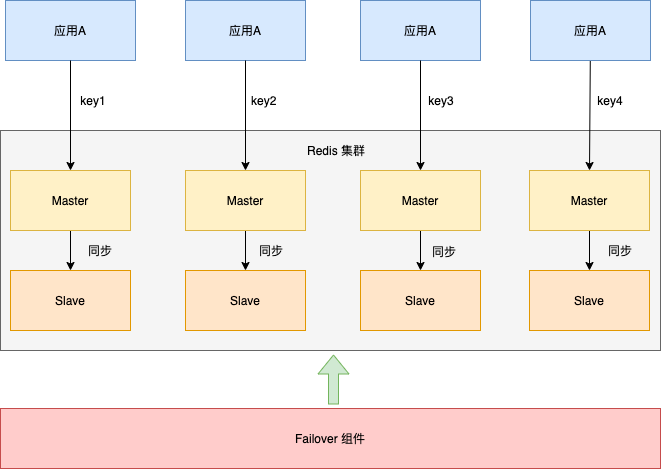 应用A
应用A
应用A
应用A
key1
key2
key3
key4
Redis 集群
Master
Master
Master
Master
同步
同步
同步
同步
Slave
Slave
Slave
Slave
Failover 组件